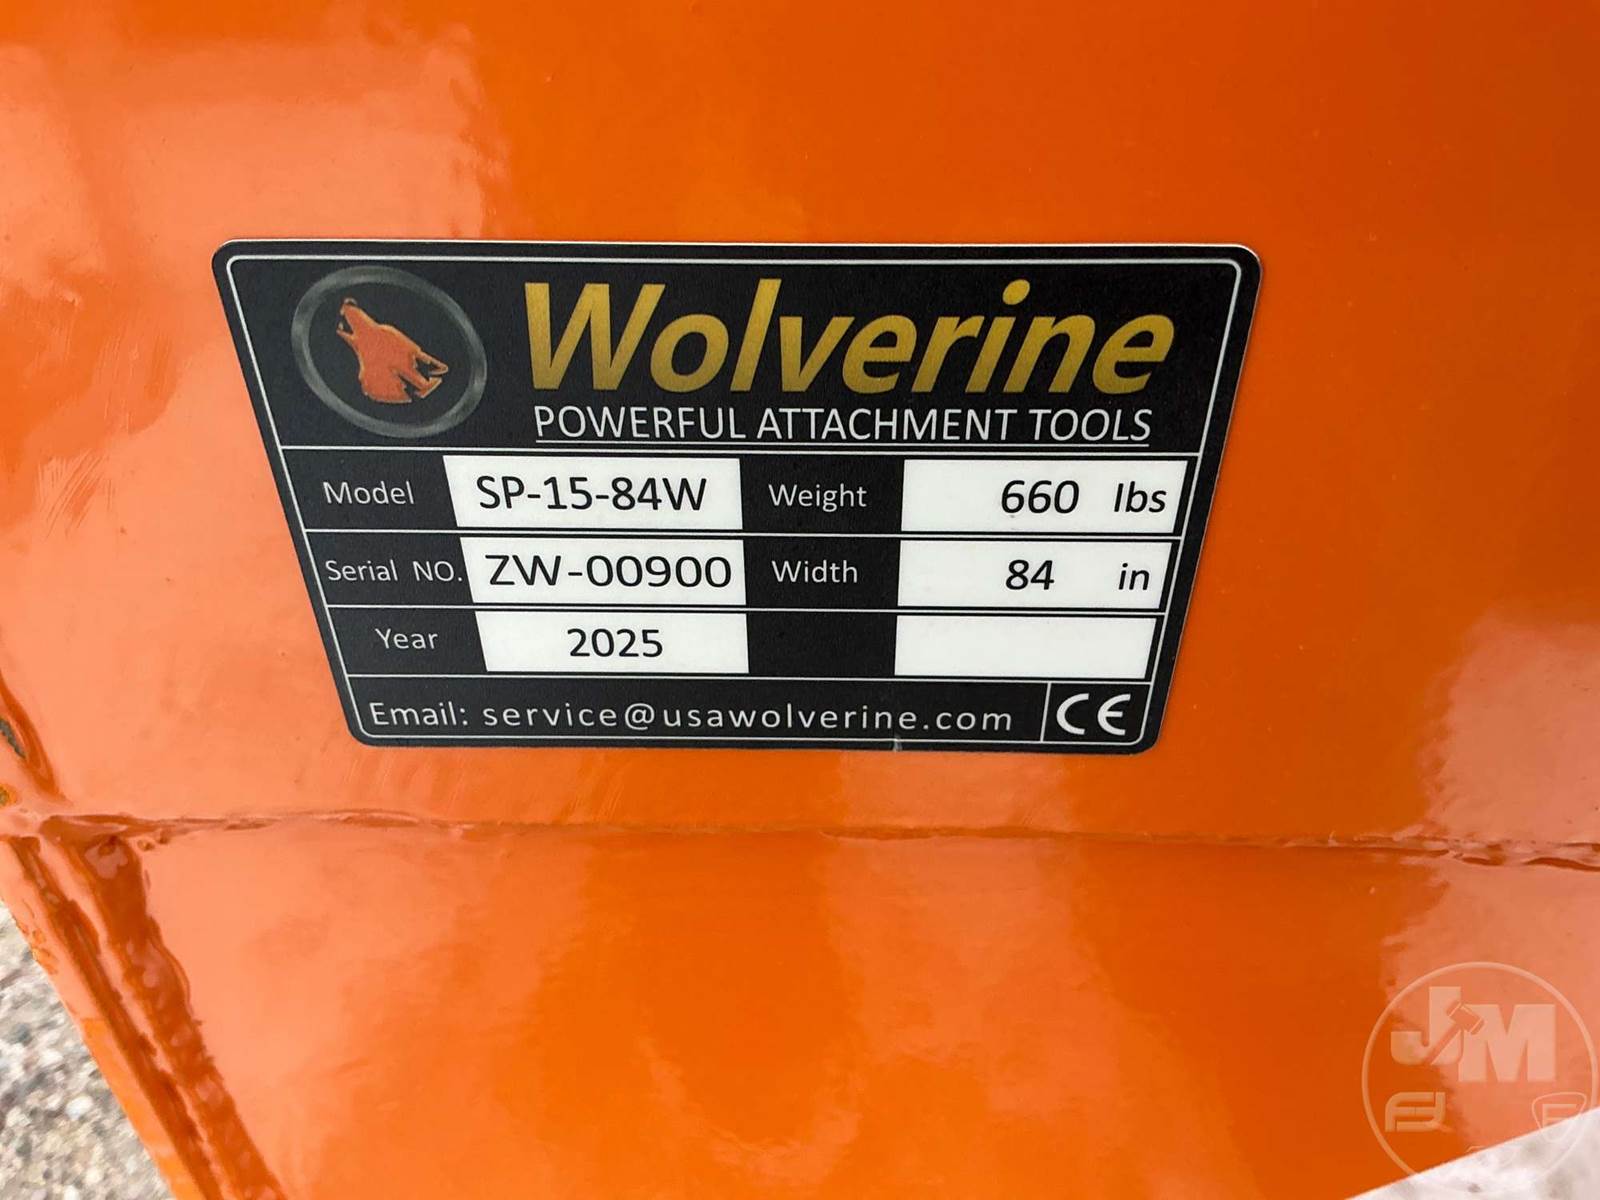 Wolverine
POWERFUL ATTACHMENT TOOLS
Model SP-15-84W Weight 660 lbs
Serial NO. ZW-00900 Width 84 in
Year 2025
Email: service@usawolverine.com CE
JM